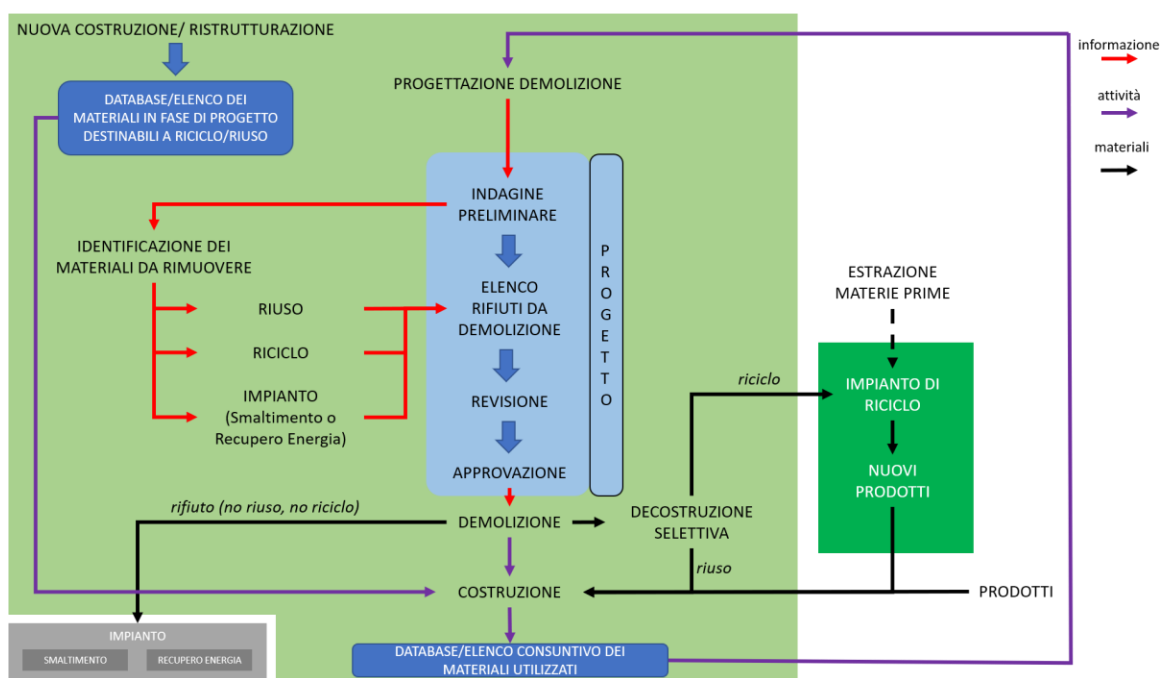 NUOVA COSTRUZIONE/ RISTRUTTURAZIONE
DATABASE/ELENCO DEI
MATERIALI IN FASE DI PROGETTO
DESTINABILI A RICICLO/RIUSO
PROGETTAZIONE DEMOLIZIONE
informazione
attività
materiali
INDAGINE
PRELIMINARE
PROGETTO
IDENTIFICAZIONE DEI
MATERIALI DA RIMUOVERE
ELENCO
RIFIUTI DA
DEMOLIZIONE
RIUSO
RICICLO
IMPIANTO
(Smaltimento o
Recupero Energia)
REVISIONE
APPROVAZIONE
ESTRAZIONE
MATERIE PRIME
riciclo
IMPIANTO DI
RICICLO
NUOVI
PRODOTTI
rifiuto (no riuso, no riciclo)
DEMOLIZIONE
DECOSTRUZIONE
SELETTIVA
riuso
COSTRUZIONE
PRODOTTI
IMPIANTO
SMALTIMENTO
RECUPERO ENERGIA
DATABASE/ELENCO CONSUNTIVO DEI
MATERIALI UTILIZZATI